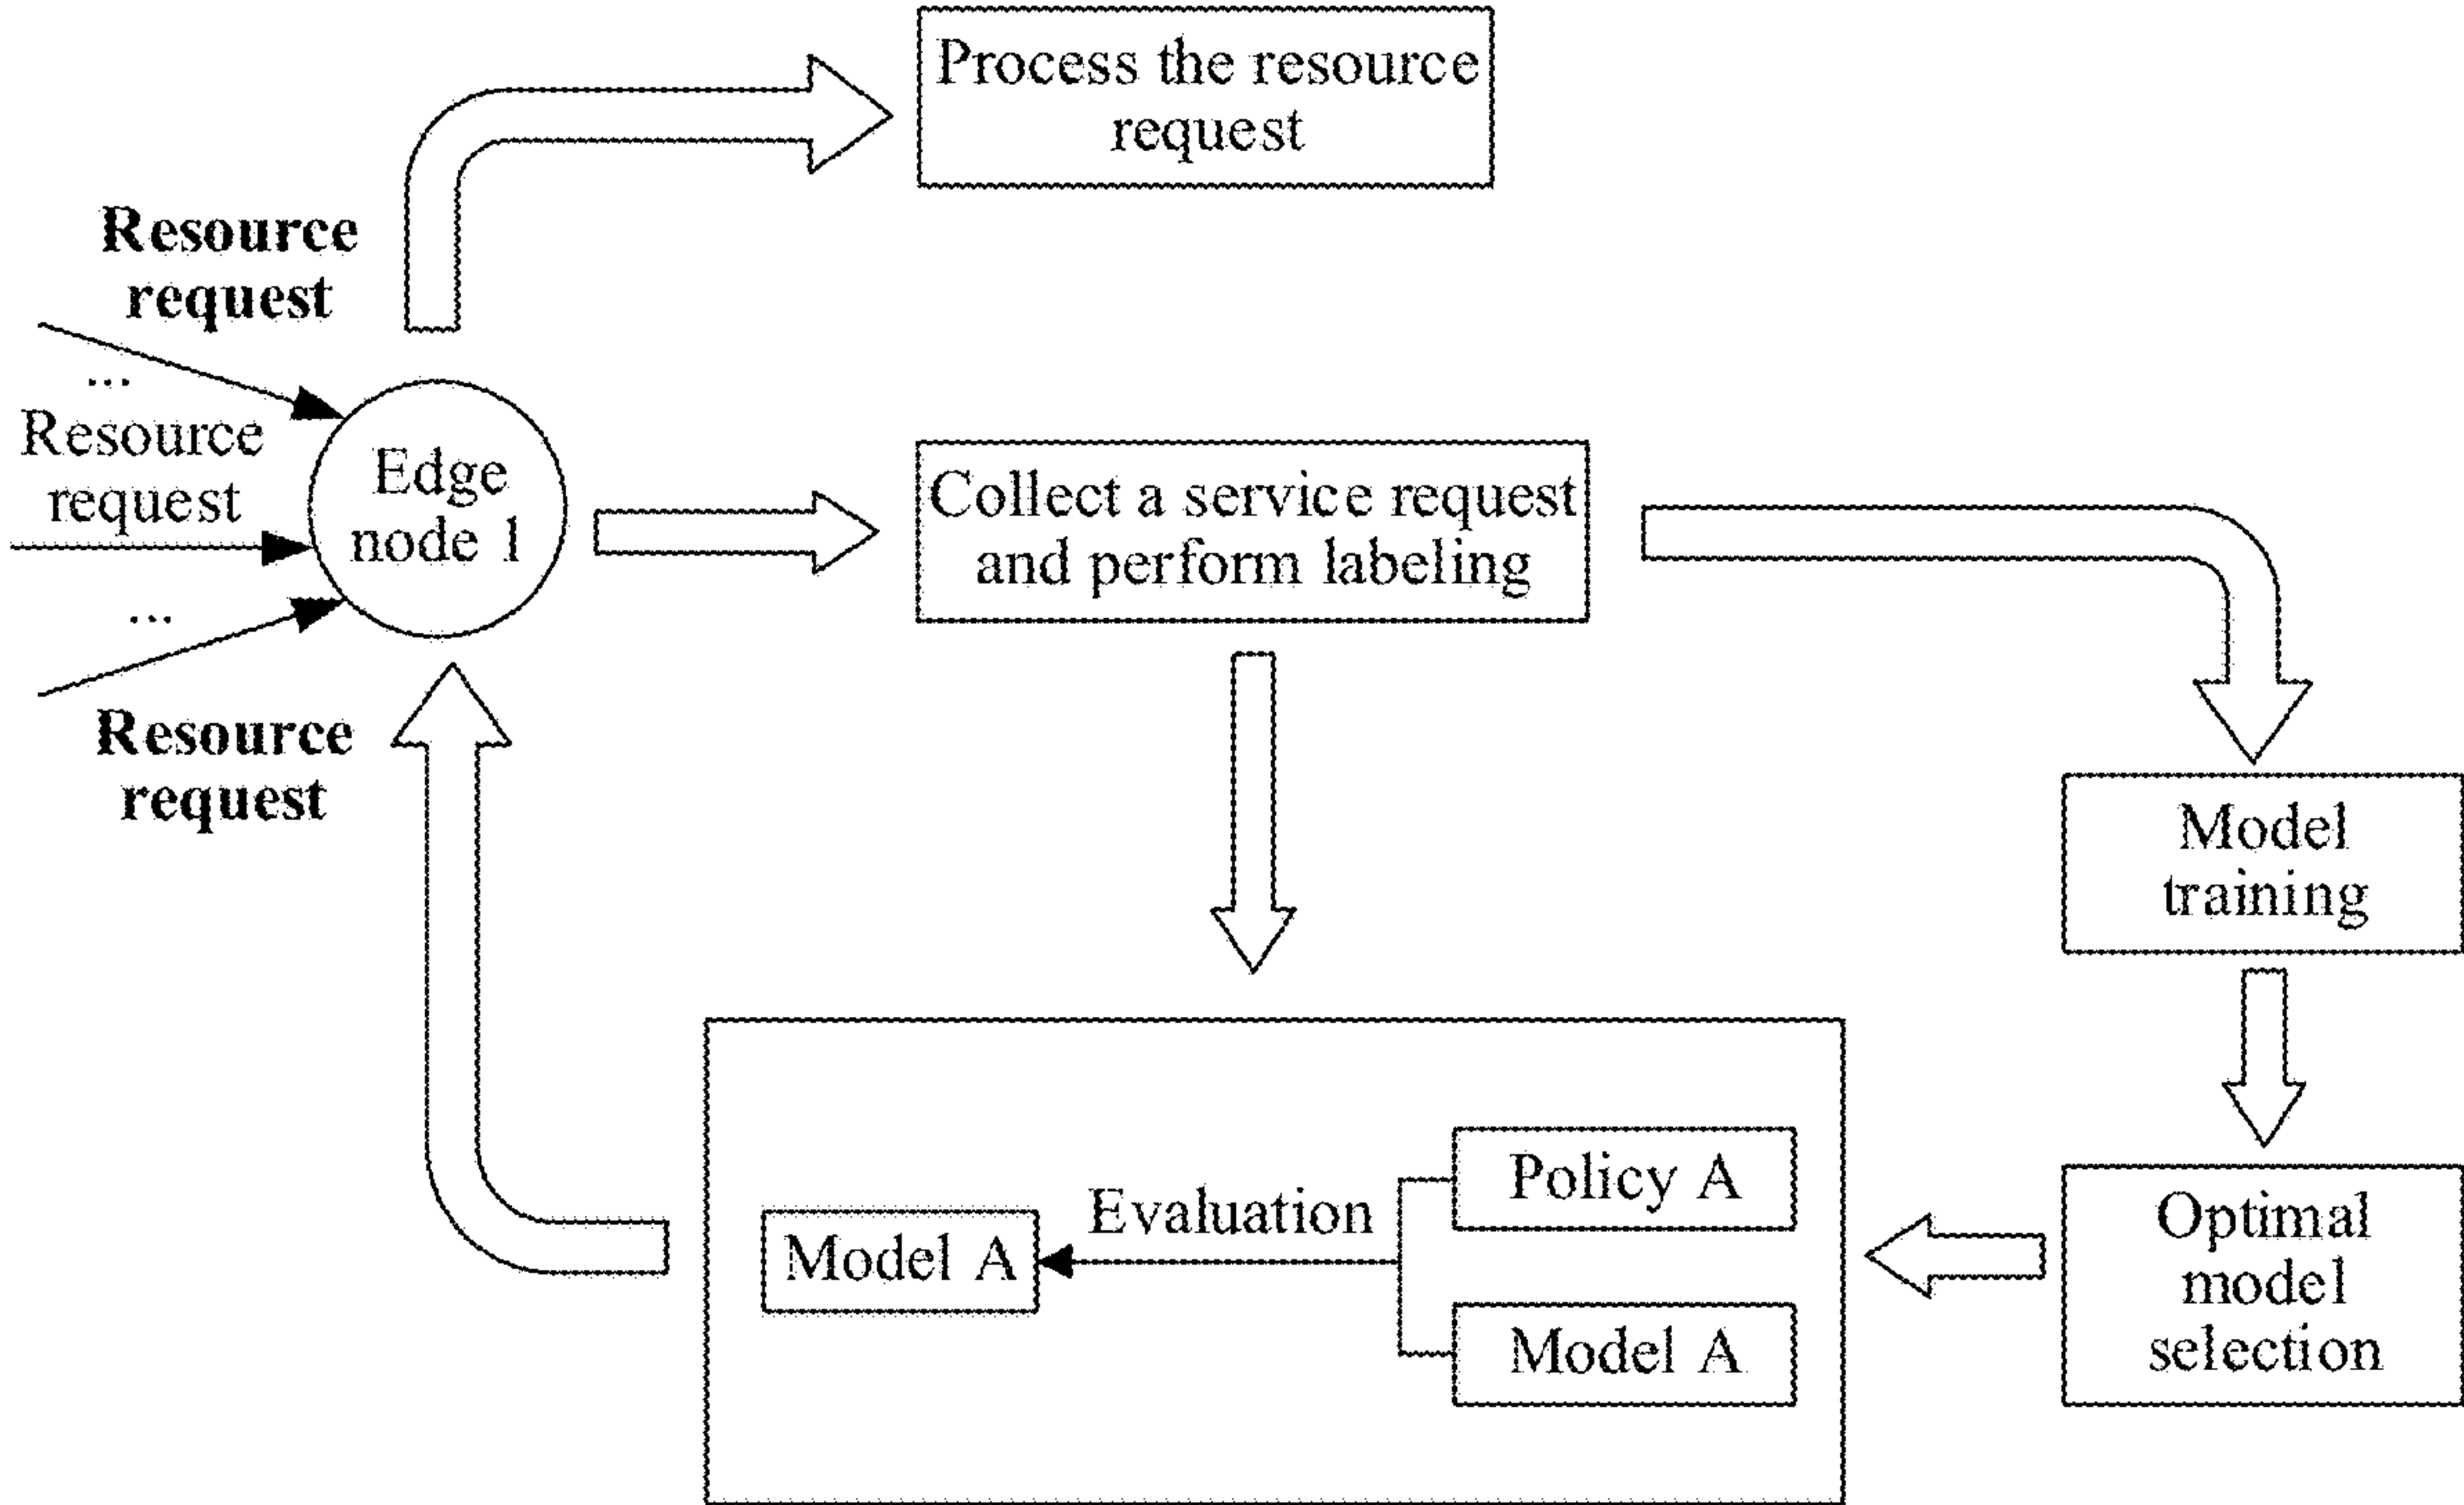 Process the resource
request
Resource
request
...
Resource
request
Edge
node 1
...
Resource
request
Collect a service request
and perform labeling
Model
training
Optimal
model
selection
Policy A
Evaluation
Model A
Model A